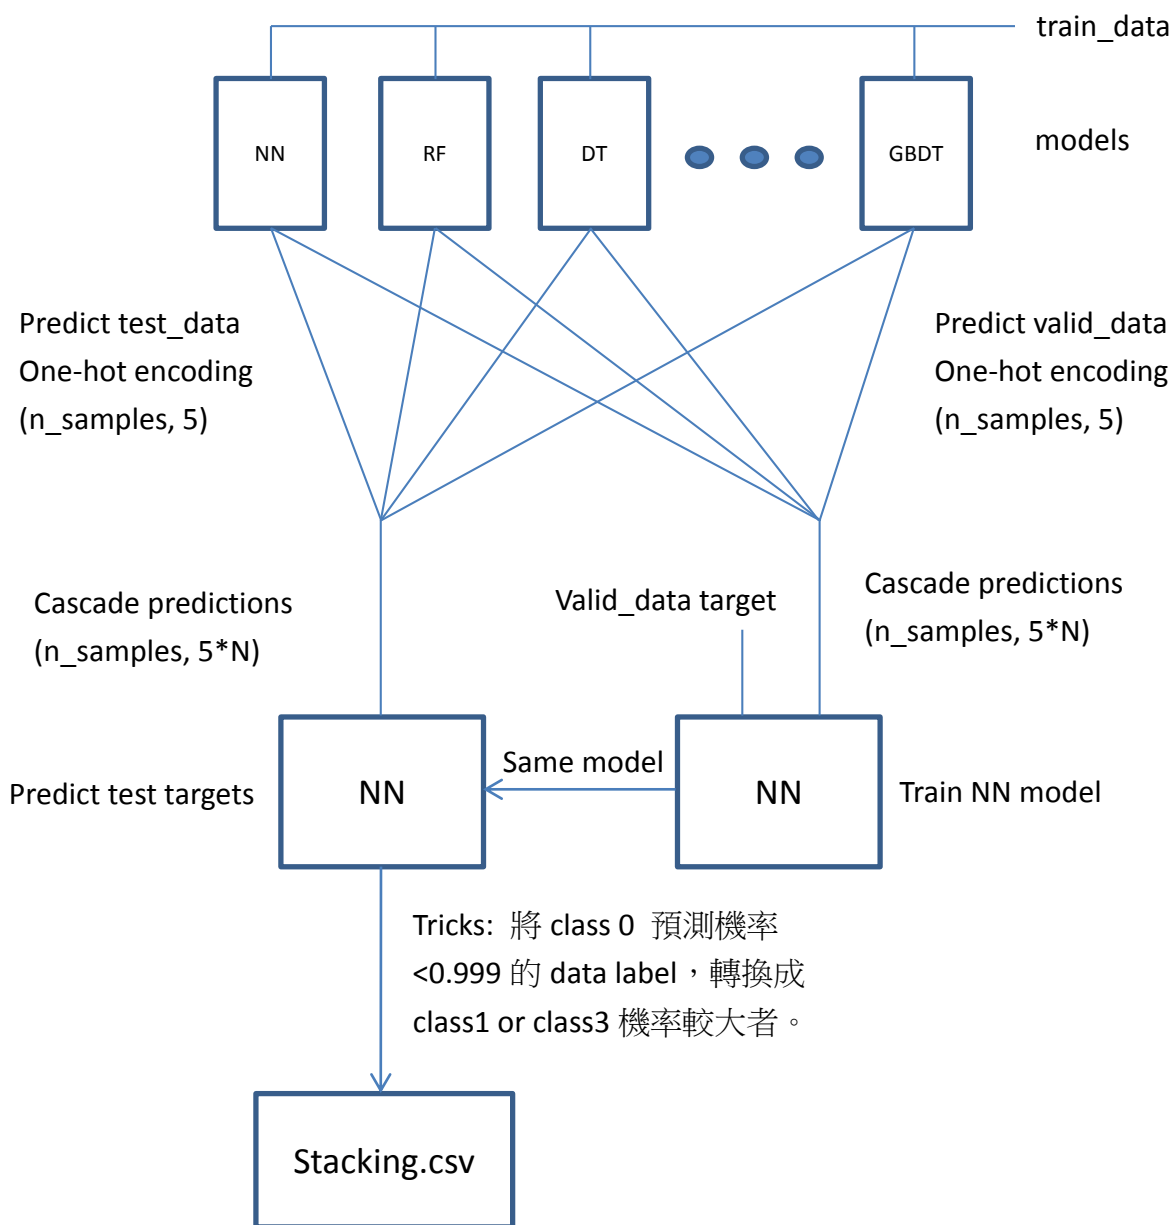 train_data
NN
RF
DT
GBDT
models
Predict test_data
One-hot encoding
(n_samples, 5)
Predict valid_data
One-hot encoding
(n_samples, 5)
Cascade predictions
(n_samples, 5*N)
Valid_data target
Cascade predictions
(n_samples, 5*N)
Predict test targets
NN
Same model
NN
Train NN model
Tricks: 將 class 0 預測機率
<0.999 的 data label，轉換成
class1 or class3 機率較大者。
Stacking.csv